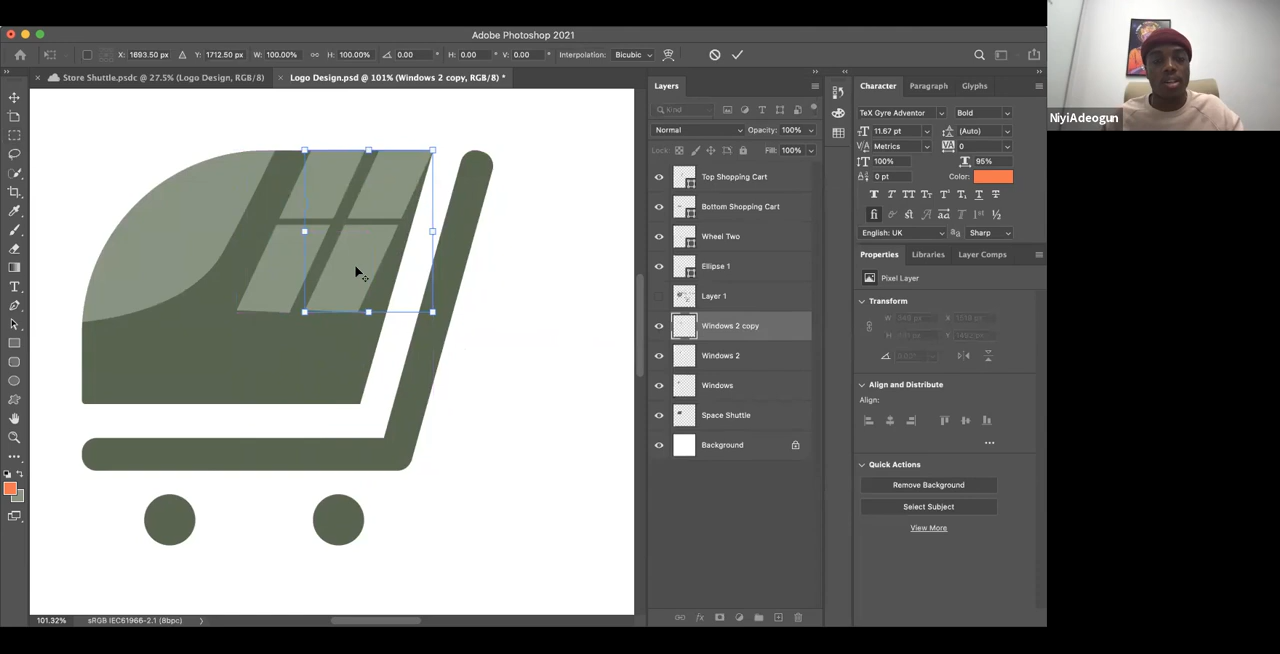 Adobe Photoshop 2021
X: 1693.50 px Y: 1712.50 px W: 100.00% H: 100.00% 0.00 ° H: 0.00 ° V: 0.00 ° Interpolation: Bicubic
Store Shuttle.psdc @ 27.5% (Logo Design, RGB/8)
Logo Design.psd @ 101% (Windows 2 copy, RGB/8) *
Layers
Kind
Normal Opacity: 100%
Lock: Fill: 100%
Top Shopping Cart
Bottom Shopping Cart
Wheel Two
Ellipse 1
Layer 1
Windows 2 copy
Windows 2
Windows
Space Shuttle
Background
Character Paragraph Glyphs
TeX Gyre Adventor Bold
11.67 pt (Auto)
Metrics 0
100% 95%
0 pt Color:
English: UK Sharp
Properties Libraries Layer Comps
Pixel Layer
Transform
Align and Distribute
Align:
Quick Actions
Remove Background
Select Subject
View More
101.32% sRGB IEC61966-2.1 (8bpc)
NiyiAdeogun